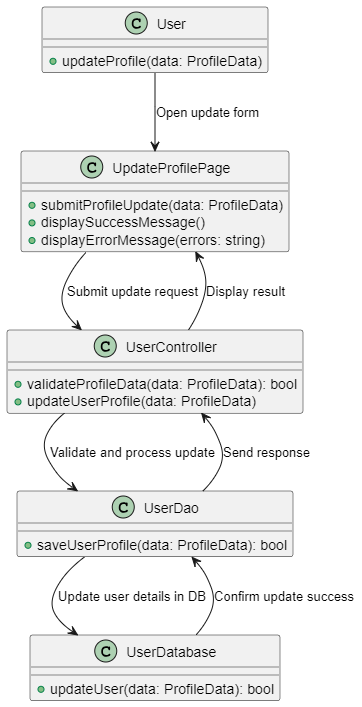 C User
updateProfile(data: ProfileData)
Open update form
C UpdateProfilePage
submitProfileUpdate(data: ProfileData)
displaySuccessMessage()
displayErrorMessage(errors: string)
Submit update request
Display result
C UserController
validateProfileData(data: ProfileData): bool
updateUserProfile(data: ProfileData)
Validate and process update
Send response
C UserDao
saveUserProfile(data: ProfileData): bool
Update user details in DB
Confirm update success
C UserDatabase
updateUser(data: ProfileData): bool